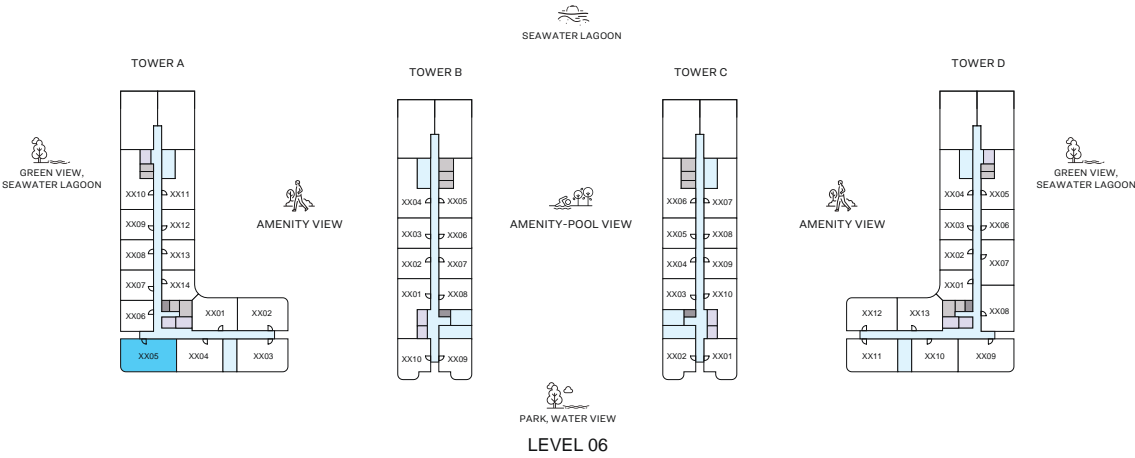 SEAWATER LAGOON
TOWER A
TOWER B
TOWER C
TOWER D
GREEN VIEW,
SEAWATER LAGOON
AMENITY VIEW
AMENITY-POOL VIEW
AMENITY VIEW
GREEN VIEW,
SEAWATER LAGOON
XX10 XX11
XX09 XX12
XX08 XX13
XX07 XX14
XX06 XX01 XX02
XX05 XX04 XX03
XX04 XX05
XX03 XX06
XX02 XX07
XX01 XX08
XX10 XX09
XX06 XX07
XX05 XX08
XX04 XX09
XX03 XX10
XX02 XX01
XX04 XX05
XX03 XX06
XX02 XX07
XX01
XX12 XX13 XX08
XX11 XX10 XX09
PARK, WATER VIEW
LEVEL 06